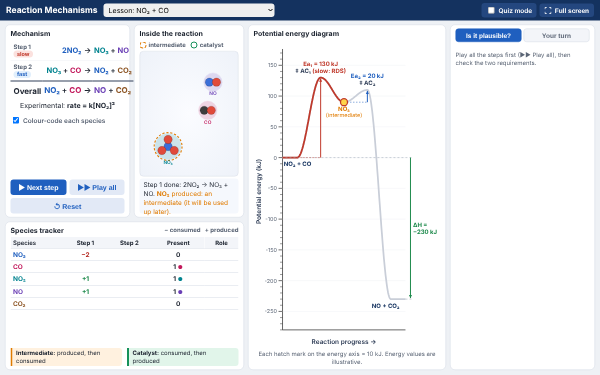 Reaction Mechanisms
Lesson: NO₂ + CO
Quiz mode
Full screen
Mechanism
Step 1
slow
2NO₂ → NO₃ + NO
Step 2
fast
NO₃ + CO → NO₂ + CO₂
Overall NO₂ + CO → NO + CO₂
Experimental: rate = k[NO₂]²
Colour-code each species
▶ Next step
▶▶ Play all
↺ Reset
Inside the reaction
intermediate
catalyst
NO
CO
NO₃
Step 1 done: 2NO₂ → NO₃ +
NO. NO₃ produced: an
intermediate (it will be used
up later).
Species tracker
− consumed + produced
Species Step 1 Step 2 Present Role
NO₂ −2 0
CO 1
NO₃ +1 1
NO +1 1
CO₂ 0
Intermediate: produced, then
consumed
Catalyst: consumed, then
produced
Potential energy diagram
Potential energy (kJ)
150
100
50
0
-50
-100
-150
-200
-250
Ea₁ = 130 kJ
‡ AC₁ (slow: RDS)
Ea₂ = 20 kJ
‡ AC₂
NO₃
(intermediate)
NO₂ + CO
ΔH =
−230 kJ
NO + CO₂
Reaction progress →
Each hatch mark on the energy axis = 10 kJ. Energy values are
illustrative.
Is it plausible?
Your turn
Play all the steps first (▶▶ Play all), then
check the two requirements.